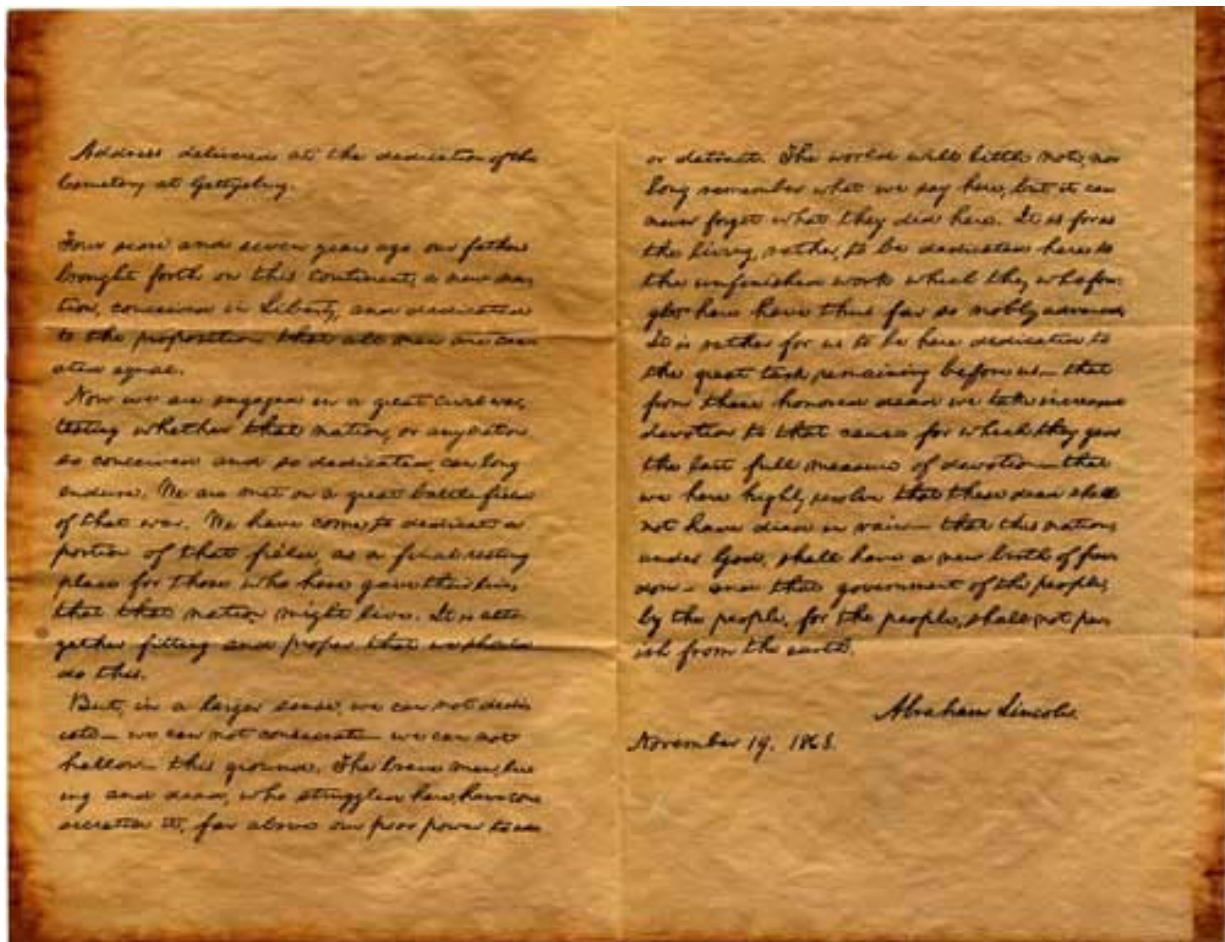 Address delivered at the dedication of the
Cemetery at Gettysburg.
Four score and seven years ago our fathers
brought forth on this continent, a new na-
tion, conceived in Liberty, and dedicated
to the proposition that all men are cre-
ated equal.
Now we are engaged in a great civil war,
testing whether that nation, or any nation
so conceived and so dedicated, can long
endure. We are met on a great battle-field
of that war. We have come to dedicate a
portion of that field, as a final resting
place for those who here gave their lives
that that nation might live. It is alto-
gether fitting and proper that we should
do this.
But, in a larger sense, we can not dedi-
cate— we can not consecrate— we can not
hallow— this ground. The brave men, liv-
ing and dead, who struggled here, have con-
secrated it, far above our poor power to add
or detract. The world will little note, nor
long remember what we say here, but it can
never forget what they did here. It is for us
the living, rather, to be dedicated here to
the unfinished work which they who fou-
ght here have thus far so nobly advanced.
It is rather for us to be here dedicated to
the great task remaining before us— that
from these honored dead we take increased
devotion to that cause for which they gave
the last full measure of devotion— that
we here highly resolve that these dead shall
not have died in vain— that this nation,
under God, shall have a new birth of free-
dom— and that government of the people,
by the people, for the people, shall not per-
ish from the earth.
Abraham Lincoln.
November 19, 1863.